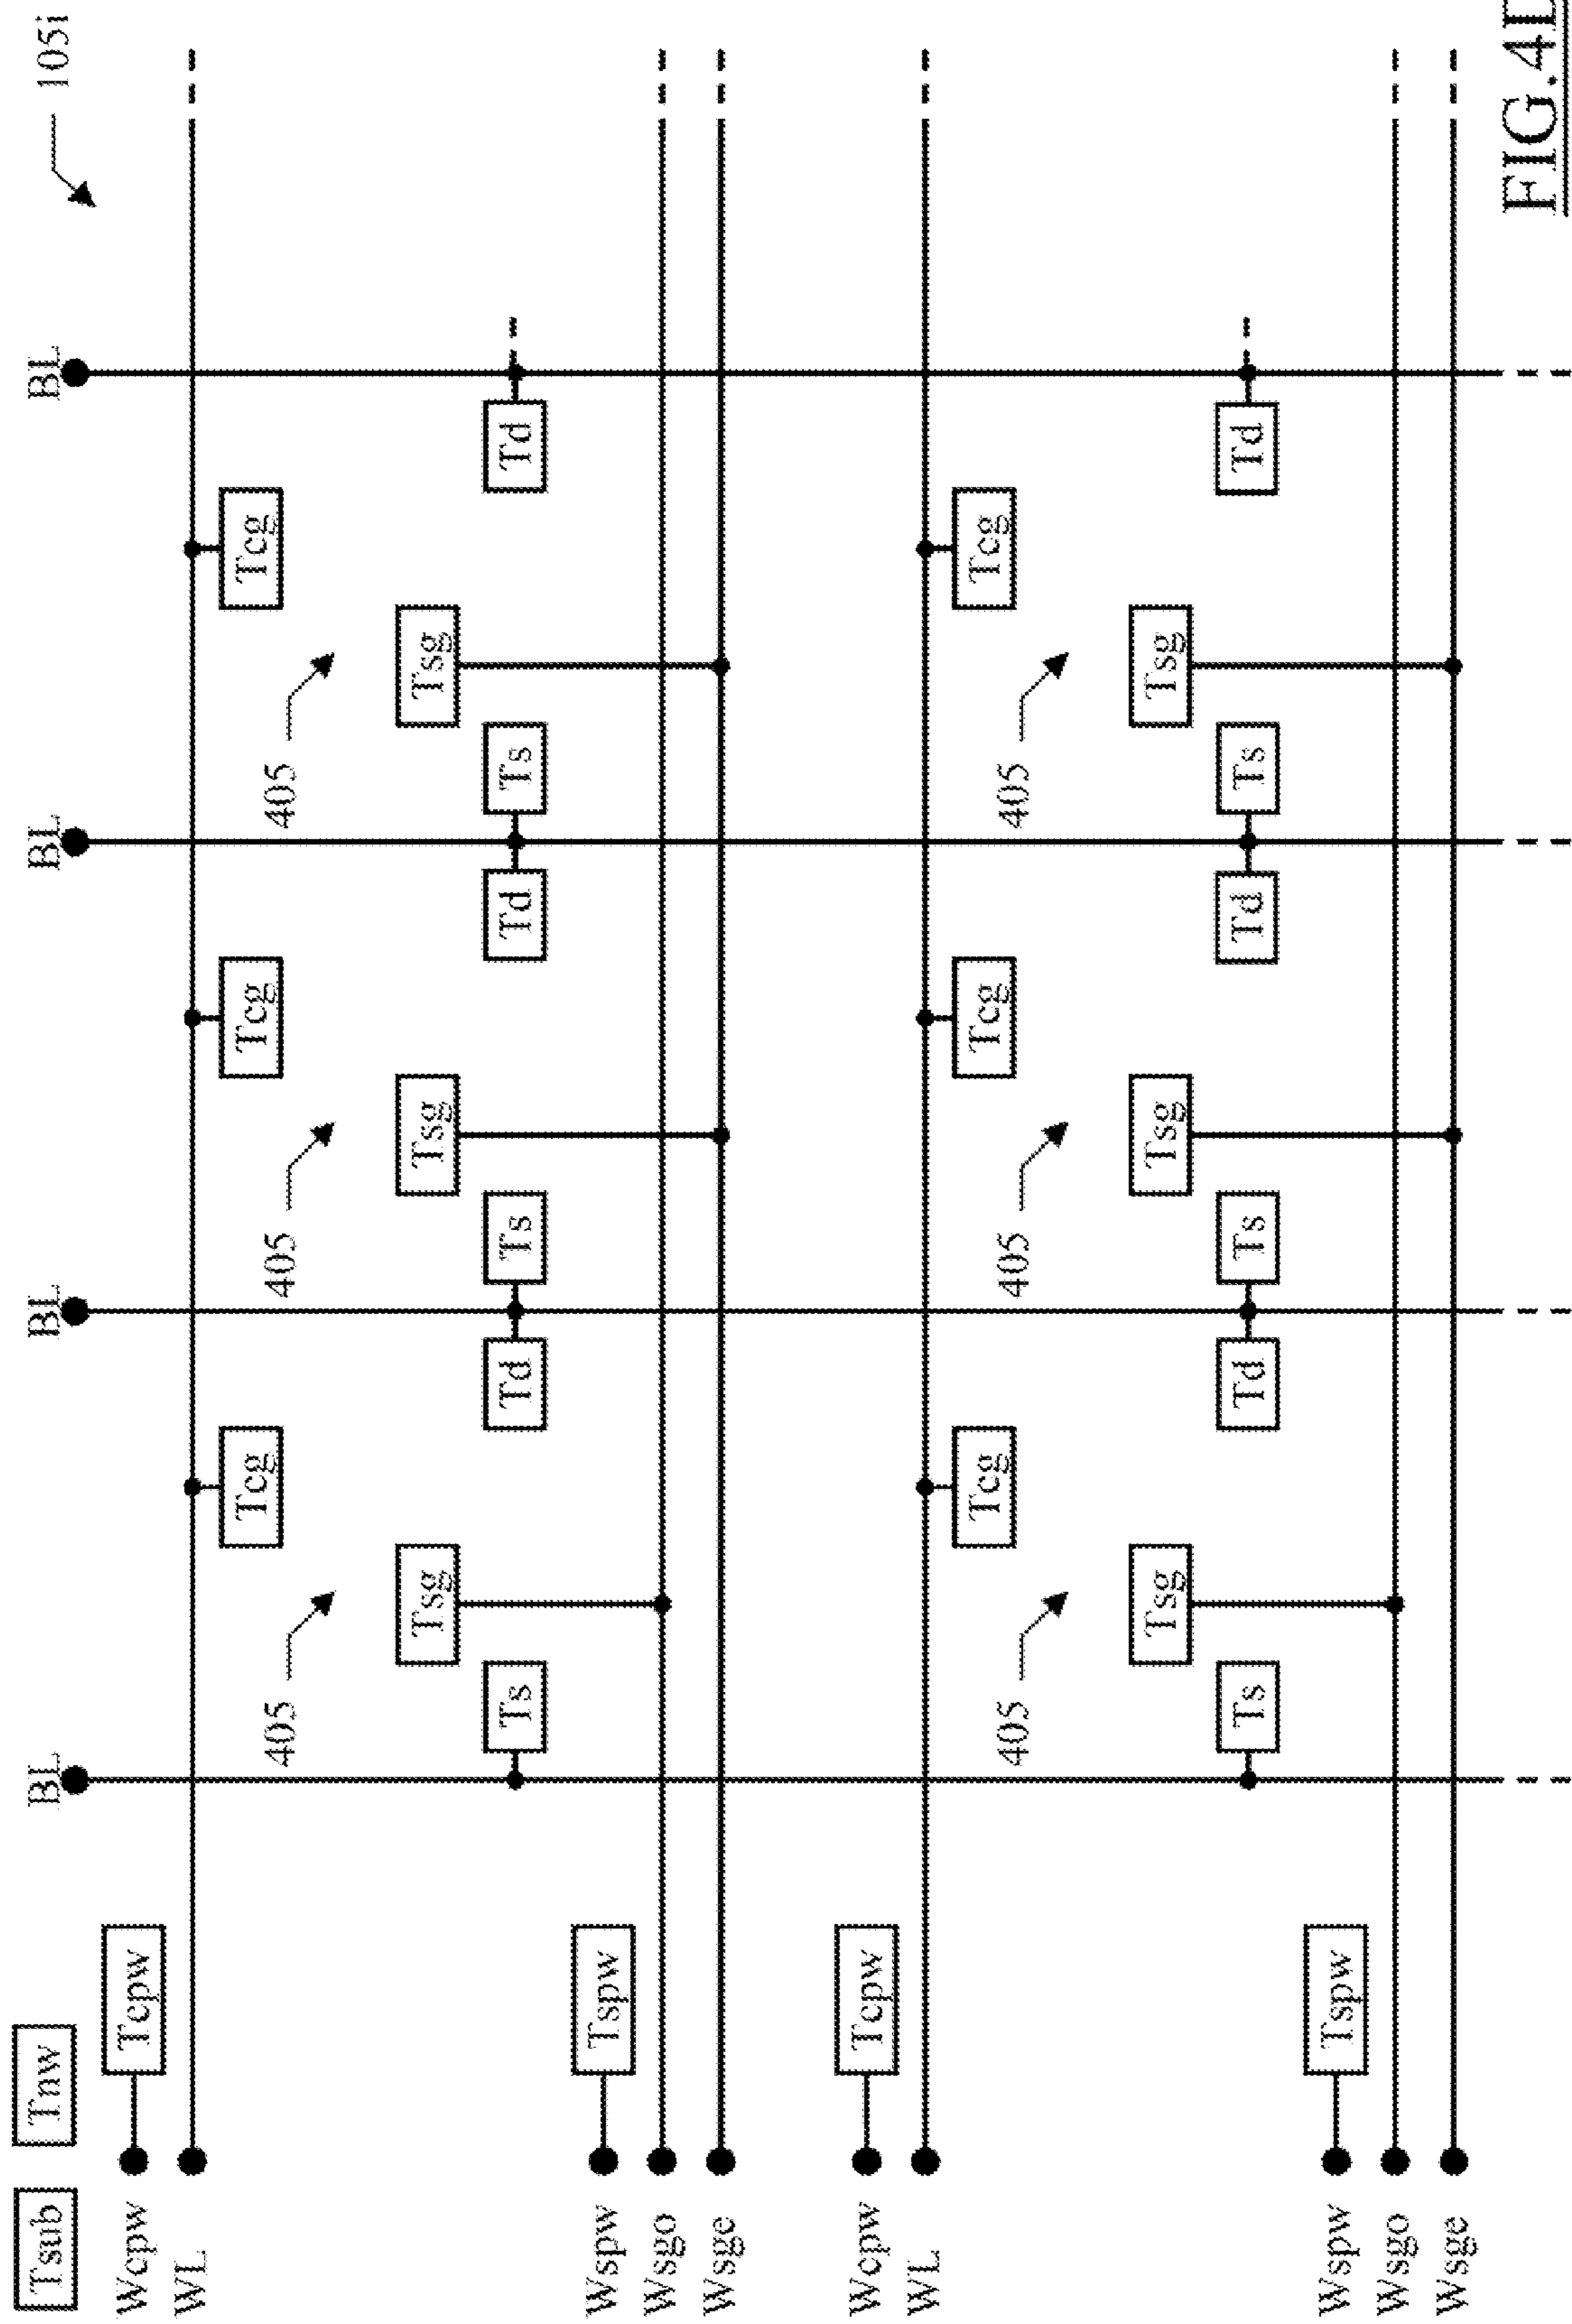 Tsub Tnw BL BL BL BL 105i
Wcpw Tcpw
WL
Tcg Tcg Tcg
405 405 405
Tsg Tsg Tsg
Ts Td Ts Td Ts Td
Wspw Tspw
Wsgo
Wsge
Wcpw Tcpw
WL
Tcg Tcg Tcg
405 405 405
Tsg Tsg Tsg
Ts Td Ts Td Ts Td
Wspw Tspw
Wsgo
Wsge